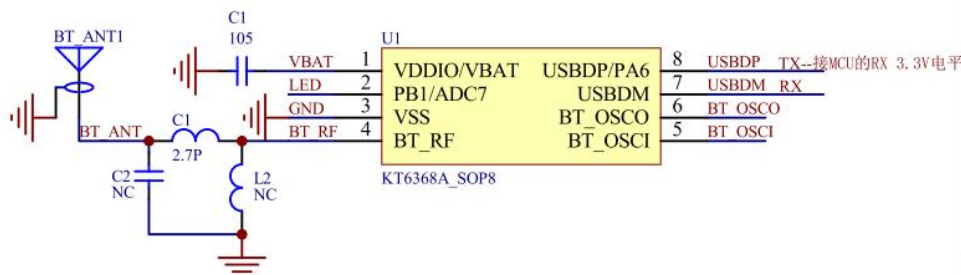 C1
105
BT_ANT1
U1
VBAT 1 VDDIO/VBAT USBDP/PA6 8 USBDP TX--接MCU的RX 3.3V电平
LED 2 PB1/ADC7 USBDM 7 USBDM RX
GND 3 VSS BT_OSCO 6 BT_OSCO
BT_RF 4 BT_RF BT_OSCI 5 BT_OSCI
BT_ANT
C1
2.7P
C2
NC
L2
NC
KT6368A_SOP8